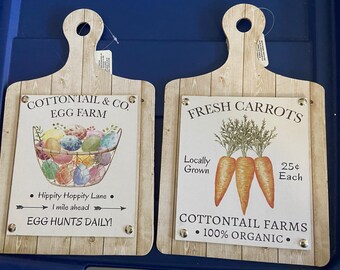 COTTONTAIL & CO.
EGG FARM
• Hippity Hoppity Lane •
1 mile ahead
EGG HUNTS DAILY!
FRESH CARROTS
Locally
Grown
25¢
Each
COTTONTAIL FARMS
• 100% ORGANIC •